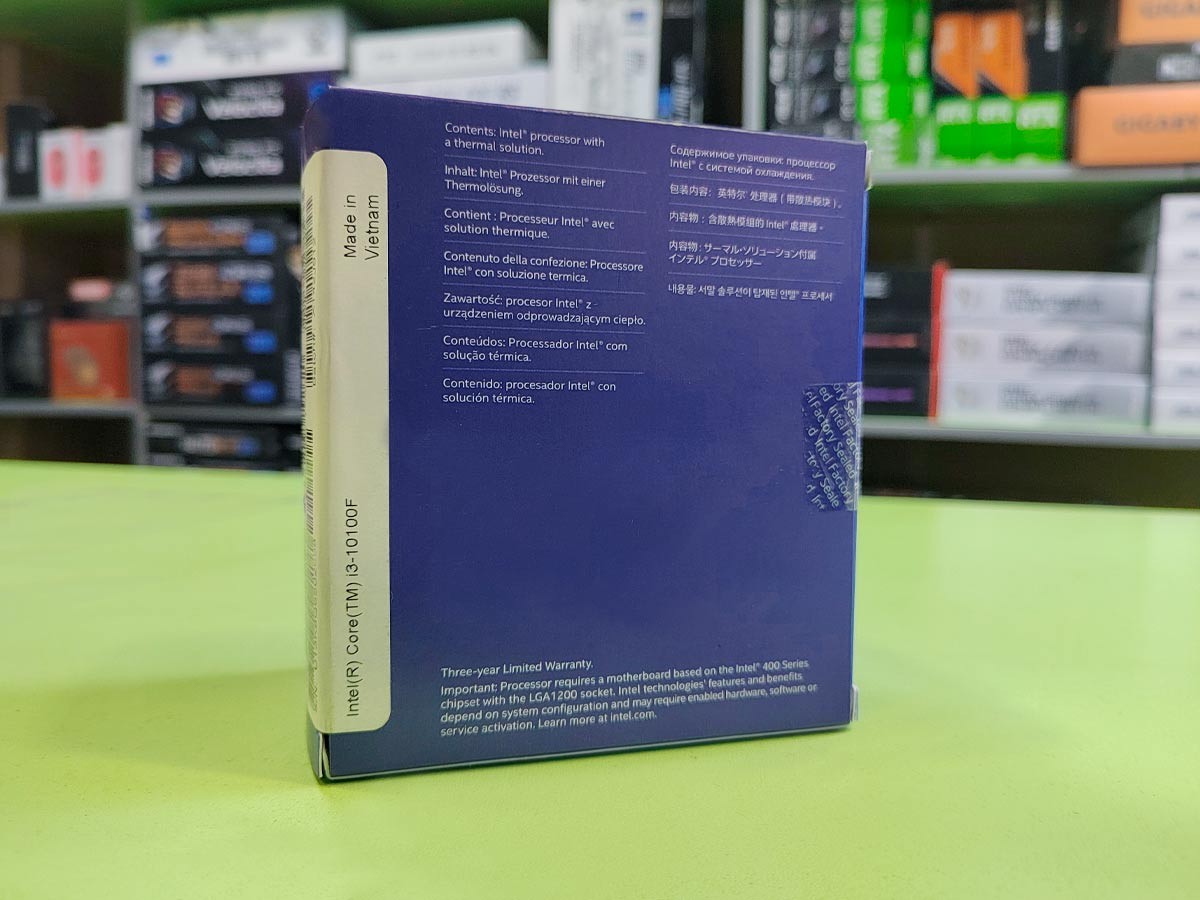 Contents: Intel® processor with
a thermal solution.
Inhalt: Intel® Prozessor mit einer
Thermolösung.
Contient : Processeur Intel® avec
solution thermique.
Contenuto della confezione: Processore
Intel® con soluzione termica.
Zawartość: procesor Intel® z
urządzeniem odprowadzającym ciepło.
Conteúdos: Processador Intel® com
solução térmica.
Contenido: procesador Intel® con
solución térmica.
Содержимое упаковки: процессор
Intel® с системой охлаждения.
包装内容：英特尔® 处理器（带散热模块）。
內容物：含散熱模組的 Intel® 處理器。
内容物 : サーマル・ソリューション付属
インテル® プロセッサー
내용물: 서말 솔루션이 탑재된 인텔® 프로세서
Made in
Vietnam
Intel(R) Core(TM) i3-10100F
Intel Factory Sealed
Three-year Limited Warranty.
Important: Processor requires a motherboard based on the Intel® 400 Series
chipset with the LGA1200 socket. Intel technologies' features and benefits
depend on system configuration and may require enabled hardware, software or
service activation. Learn more at intel.com.